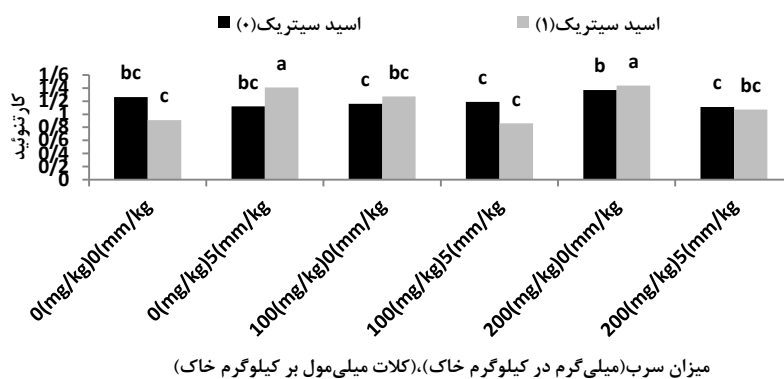 اسید سیتریک(۰) اسید سیتریک(۱)
کارتنوئید
1/6
1/4
1/2
1
0/8
0/6
0/4
0/2
0
bc c bc a c bc c c b a c bc
0(mg/kg)0(mm/kg
0(mg/kg)5(mm/kg
100(mg/kg)0(mm/kg
100(mg/kg)5(mm/kg
200(mg/kg)0(mm/kg
200(mg/kg)5(mm/kg
میزان سرب(میلی‌گرم در کیلوگرم خاک)،(کلات میلی‌مول بر کیلوگرم خاک)